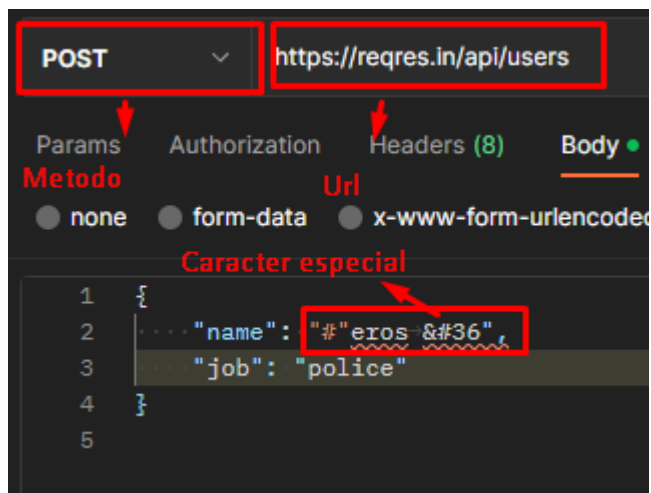 POST https://reqres.in/api/users
Params Authorization Headers (8) Body
Metodo Url
none form-data x-www-form-urlencoded
Caracter especial
1 {
2 "name": "#"eros &#36",
3 "job": "police"
4 }
5